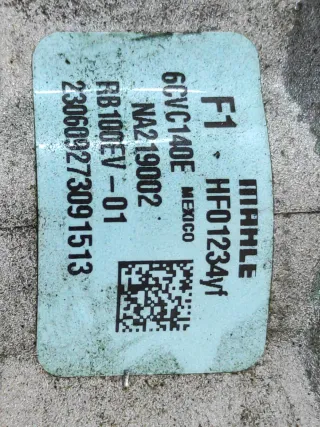 MAHLE
F1 HFO1234yf
6CVC140E MEXICO
NA219002
RB100EV-01
230609273091513